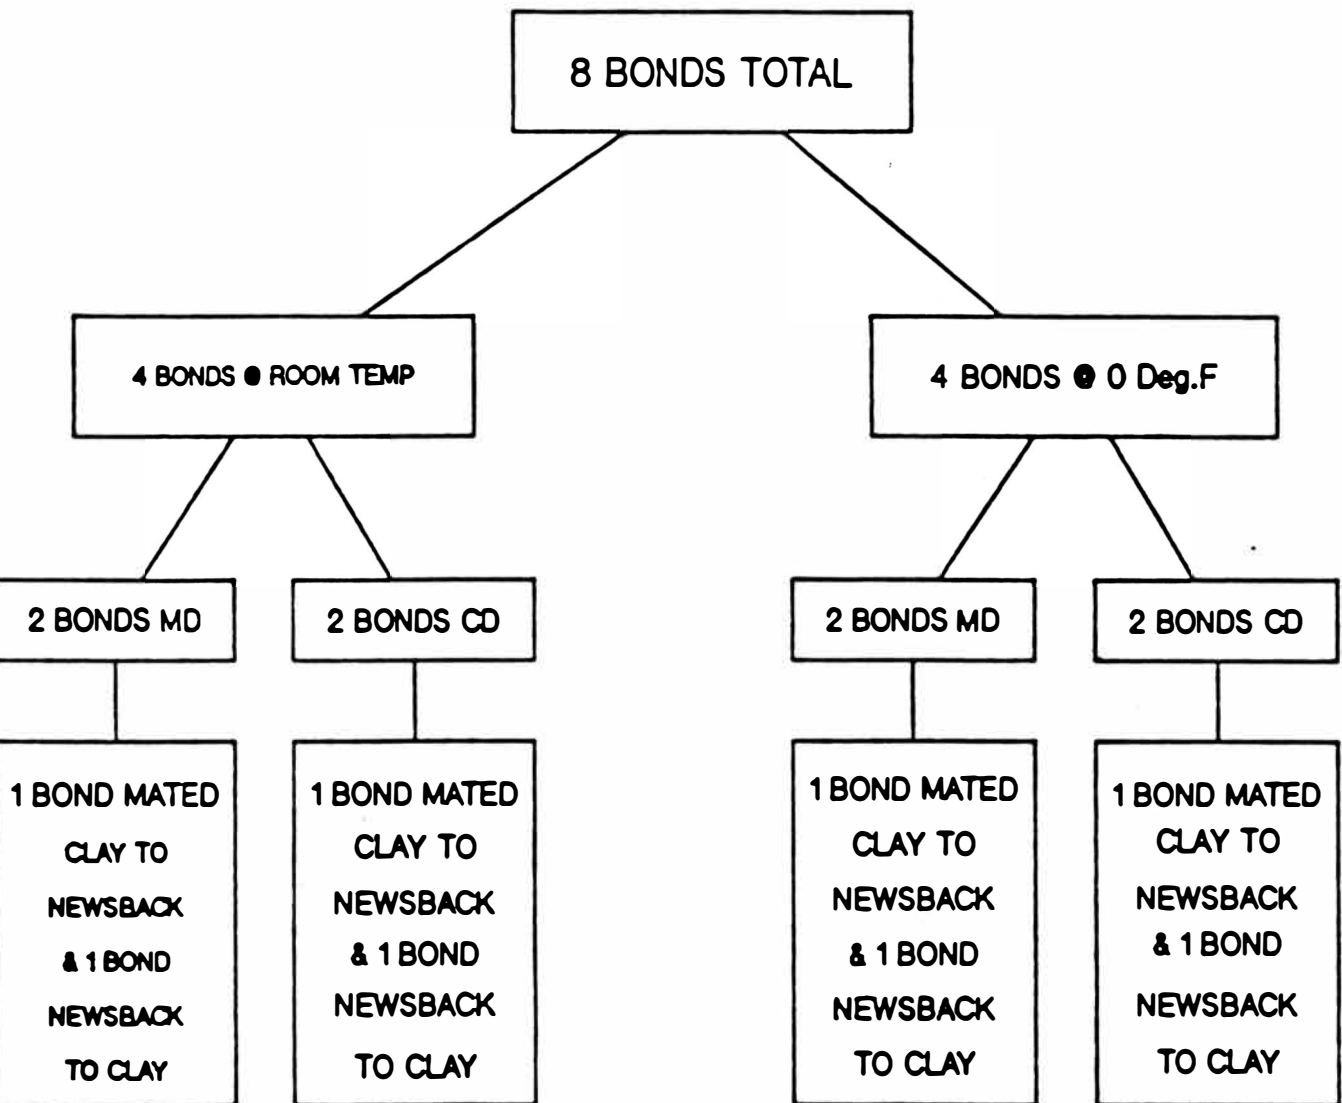 8 BONDS TOTAL
4 BONDS @ ROOM TEMP
4 BONDS @ 0 Deg.F
2 BONDS MD
2 BONDS CD
2 BONDS MD
2 BONDS CD
1 BOND MATED
CLAY TO
NEWSBACK
& 1 BOND
NEWSBACK
TO CLAY
1 BOND MATED
CLAY TO
NEWSBACK
& 1 BOND
NEWSBACK
TO CLAY
1 BOND MATED
CLAY TO
NEWSBACK
& 1 BOND
NEWSBACK
TO CLAY
1 BOND MATED
CLAY TO
NEWSBACK
& 1 BOND
NEWSBACK
TO CLAY